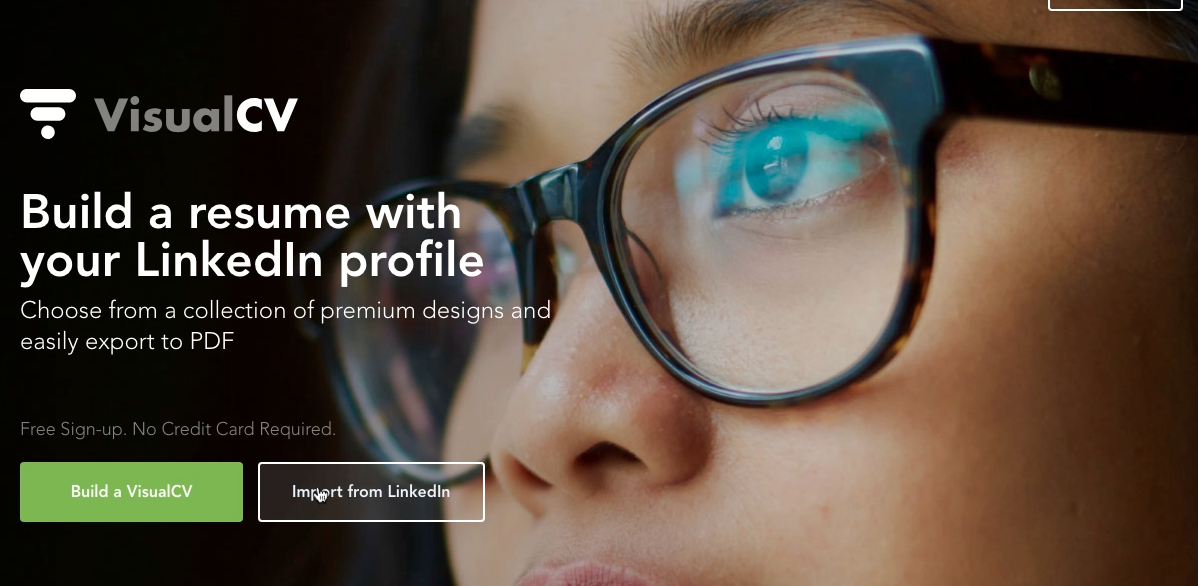 VisualCV
Build a resume with
your LinkedIn profile
Choose from a collection of premium designs and
easily export to PDF
Free Sign-up. No Credit Card Required.
Build a VisualCV
Import from LinkedIn